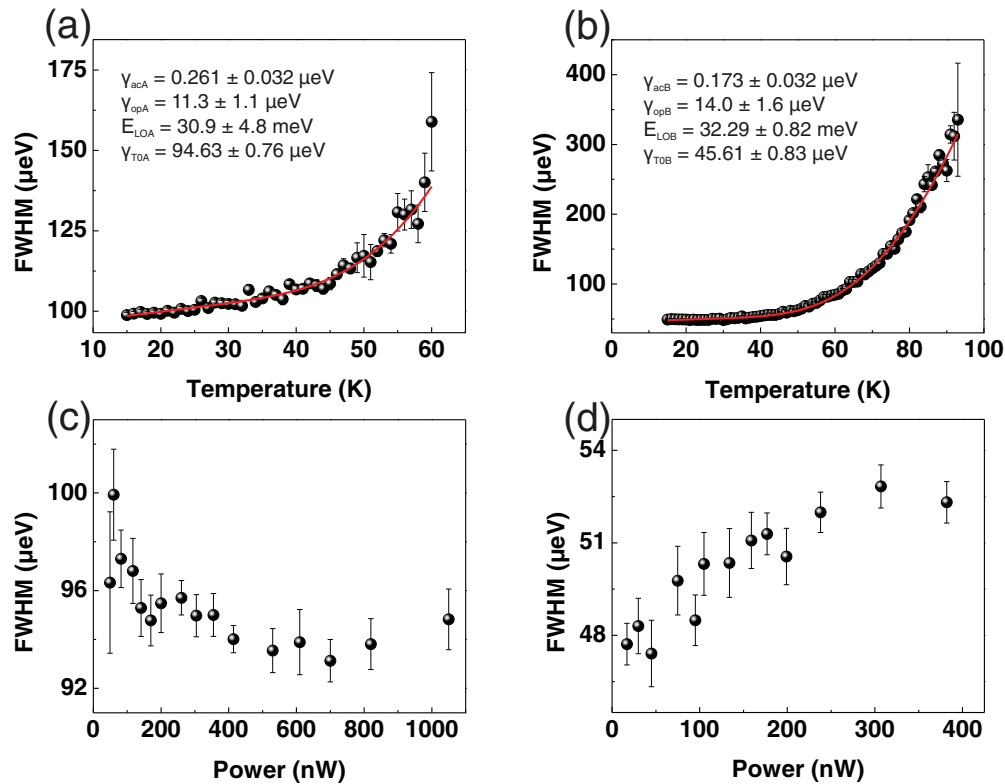 (a)
175
150
125
100
FWHM (μeV)
γacA = 0.261 ± 0.032 μeV
γopA = 11.3 ± 1.1 μeV
ELOA = 30.9 ± 4.8 meV
γT0A = 94.63 ± 0.76 μeV
10 20 30 40 50 60
Temperature (K)
(b)
400
300
200
100
FWHM (μeV)
γacB = 0.173 ± 0.032 μeV
γopB = 14.0 ± 1.6 μeV
ELOB = 32.29 ± 0.82 meV
γT0B = 45.61 ± 0.83 μeV
20 40 60 80 100
Temperature (K)
(c)
100
96
92
FWHM (μeV)
0 200 400 600 800 1000
Power (nW)
(d)
54
51
48
FWHM (μeV)
0 100 200 300 400
Power (nW)